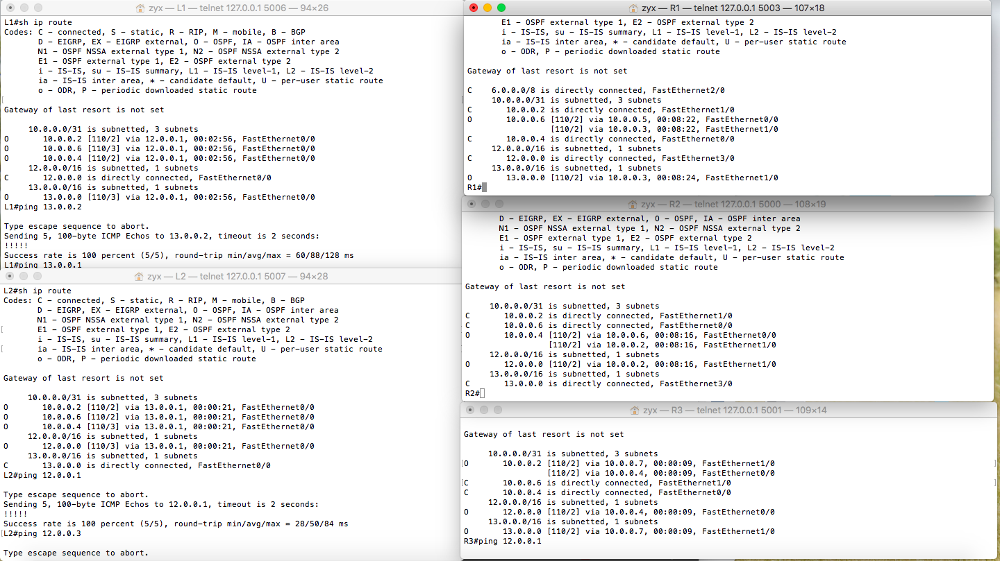 zyx — L1 — telnet 127.0.0.1 5006 — 94×26
L1#sh ip route
Codes: C - connected, S - static, R - RIP, M - mobile, B - BGP
       D - EIGRP, EX - EIGRP external, O - OSPF, IA - OSPF inter area
       N1 - OSPF NSSA external type 1, N2 - OSPF NSSA external type 2
       E1 - OSPF external type 1, E2 - OSPF external type 2
       i - IS-IS, su - IS-IS summary, L1 - IS-IS level-1, L2 - IS-IS level-2
       ia - IS-IS inter area, * - candidate default, U - per-user static route
       o - ODR, P - periodic downloaded static route

Gateway of last resort is not set

     10.0.0.0/31 is subnetted, 3 subnets
O       10.0.0.2 [110/2] via 12.0.0.1, 00:02:56, FastEthernet0/0
O       10.0.0.6 [110/3] via 12.0.0.1, 00:02:56, FastEthernet0/0
O       10.0.0.4 [110/2] via 12.0.0.1, 00:02:56, FastEthernet0/0
     12.0.0.0/16 is subnetted, 1 subnets
C       12.0.0.0 is directly connected, FastEthernet0/0
     13.0.0.0/16 is subnetted, 1 subnets
O       13.0.0.0 [110/3] via 12.0.0.1, 00:02:56, FastEthernet0/0
L1#ping 13.0.0.2

Type escape sequence to abort.
Sending 5, 100-byte ICMP Echos to 13.0.0.2, timeout is 2 seconds:
!!!!!
Success rate is 100 percent (5/5), round-trip min/avg/max = 60/88/128 ms
L1#ping 13.0.0.1
zyx — L2 — telnet 127.0.0.1 5007 — 94×28
L2#sh ip route
Codes: C - connected, S - static, R - RIP, M - mobile, B - BGP
       D - EIGRP, EX - EIGRP external, O - OSPF, IA - OSPF inter area
       N1 - OSPF NSSA external type 1, N2 - OSPF NSSA external type 2
       E1 - OSPF external type 1, E2 - OSPF external type 2
       i - IS-IS, su - IS-IS summary, L1 - IS-IS level-1, L2 - IS-IS level-2
       ia - IS-IS inter area, * - candidate default, U - per-user static route
       o - ODR, P - periodic downloaded static route

Gateway of last resort is not set

     10.0.0.0/31 is subnetted, 3 subnets
O       10.0.0.2 [110/2] via 13.0.0.1, 00:00:21, FastEthernet0/0
O       10.0.0.6 [110/2] via 13.0.0.1, 00:00:21, FastEthernet0/0
O       10.0.0.4 [110/3] via 13.0.0.1, 00:00:21, FastEthernet0/0
     12.0.0.0/16 is subnetted, 1 subnets
O       12.0.0.0 [110/3] via 13.0.0.1, 00:00:21, FastEthernet0/0
     13.0.0.0/16 is subnetted, 1 subnets
C       13.0.0.0 is directly connected, FastEthernet0/0
L2#ping 12.0.0.1

Type escape sequence to abort.
Sending 5, 100-byte ICMP Echos to 12.0.0.1, timeout is 2 seconds:
!!!!!
Success rate is 100 percent (5/5), round-trip min/avg/max = 28/50/84 ms
L2#ping 12.0.0.3

Type escape sequence to abort.
zyx — R1 — telnet 127.0.0.1 5003 — 107×18
       E1 - OSPF external type 1, E2 - OSPF external type 2
       i - IS-IS, su - IS-IS summary, L1 - IS-IS level-1, L2 - IS-IS level-2
       ia - IS-IS inter area, * - candidate default, U - per-user static route
       o - ODR, P - periodic downloaded static route

Gateway of last resort is not set

C    6.0.0.0/8 is directly connected, FastEthernet2/0
     10.0.0.0/31 is subnetted, 3 subnets
C       10.0.0.2 is directly connected, FastEthernet1/0
O       10.0.0.6 [110/2] via 10.0.0.5, 00:08:22, FastEthernet0/0
                 [110/2] via 10.0.0.3, 00:08:22, FastEthernet1/0
C       10.0.0.4 is directly connected, FastEthernet0/0
     12.0.0.0/16 is subnetted, 1 subnets
C       12.0.0.0 is directly connected, FastEthernet3/0
     13.0.0.0/16 is subnetted, 1 subnets
O       13.0.0.0 [110/2] via 10.0.0.3, 00:08:24, FastEthernet1/0
R1#
zyx — R2 — telnet 127.0.0.1 5000 — 108×19
       D - EIGRP, EX - EIGRP external, O - OSPF, IA - OSPF inter area
       N1 - OSPF NSSA external type 1, N2 - OSPF NSSA external type 2
       E1 - OSPF external type 1, E2 - OSPF external type 2
       i - IS-IS, su - IS-IS summary, L1 - IS-IS level-1, L2 - IS-IS level-2
       ia - IS-IS inter area, * - candidate default, U - per-user static route
       o - ODR, P - periodic downloaded static route

Gateway of last resort is not set

     10.0.0.0/31 is subnetted, 3 subnets
C       10.0.0.2 is directly connected, FastEthernet1/0
C       10.0.0.6 is directly connected, FastEthernet0/0
O       10.0.0.4 [110/2] via 10.0.0.6, 00:08:16, FastEthernet0/0
                 [110/2] via 10.0.0.2, 00:08:16, FastEthernet1/0
     12.0.0.0/16 is subnetted, 1 subnets
O       12.0.0.0 [110/2] via 10.0.0.2, 00:08:16, FastEthernet1/0
     13.0.0.0/16 is subnetted, 1 subnets
C       13.0.0.0 is directly connected, FastEthernet3/0
R2#
zyx — R3 — telnet 127.0.0.1 5001 — 109×14

Gateway of last resort is not set

     10.0.0.0/31 is subnetted, 3 subnets
O       10.0.0.2 [110/2] via 10.0.0.7, 00:00:09, FastEthernet1/0
                 [110/2] via 10.0.0.4, 00:00:09, FastEthernet0/0
C       10.0.0.6 is directly connected, FastEthernet1/0
C       10.0.0.4 is directly connected, FastEthernet0/0
     12.0.0.0/16 is subnetted, 1 subnets
O       12.0.0.0 [110/2] via 10.0.0.4, 00:00:09, FastEthernet0/0
     13.0.0.0/16 is subnetted, 1 subnets
O       13.0.0.0 [110/2] via 10.0.0.7, 00:00:09, FastEthernet1/0
R3#ping 12.0.0.1